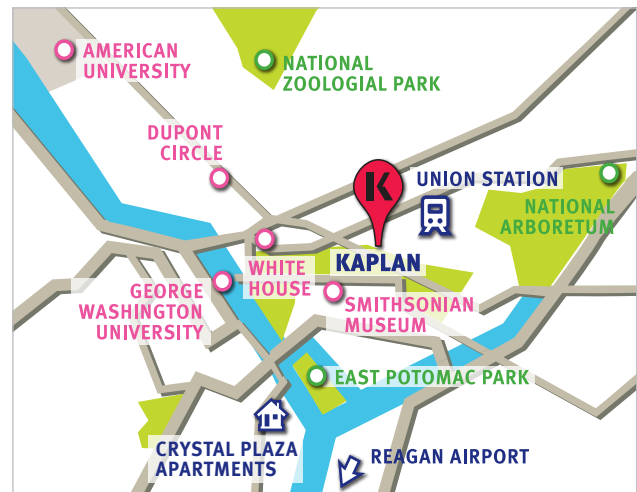 AMERICAN
UNIVERSITY
NATIONAL
ZOOLOGIAL PARK
DUPONT
CIRCLE
K
UNION STATION
NATIONAL
ARBORETUM
WHITE
HOUSE
KAPLAN
GEORGE
WASHINGTON
UNIVERSITY
SMITHSONIAN
MUSEUM
EAST POTOMAC PARK
CRYSTAL PLAZA
APARTMENTS
REAGAN AIRPORT